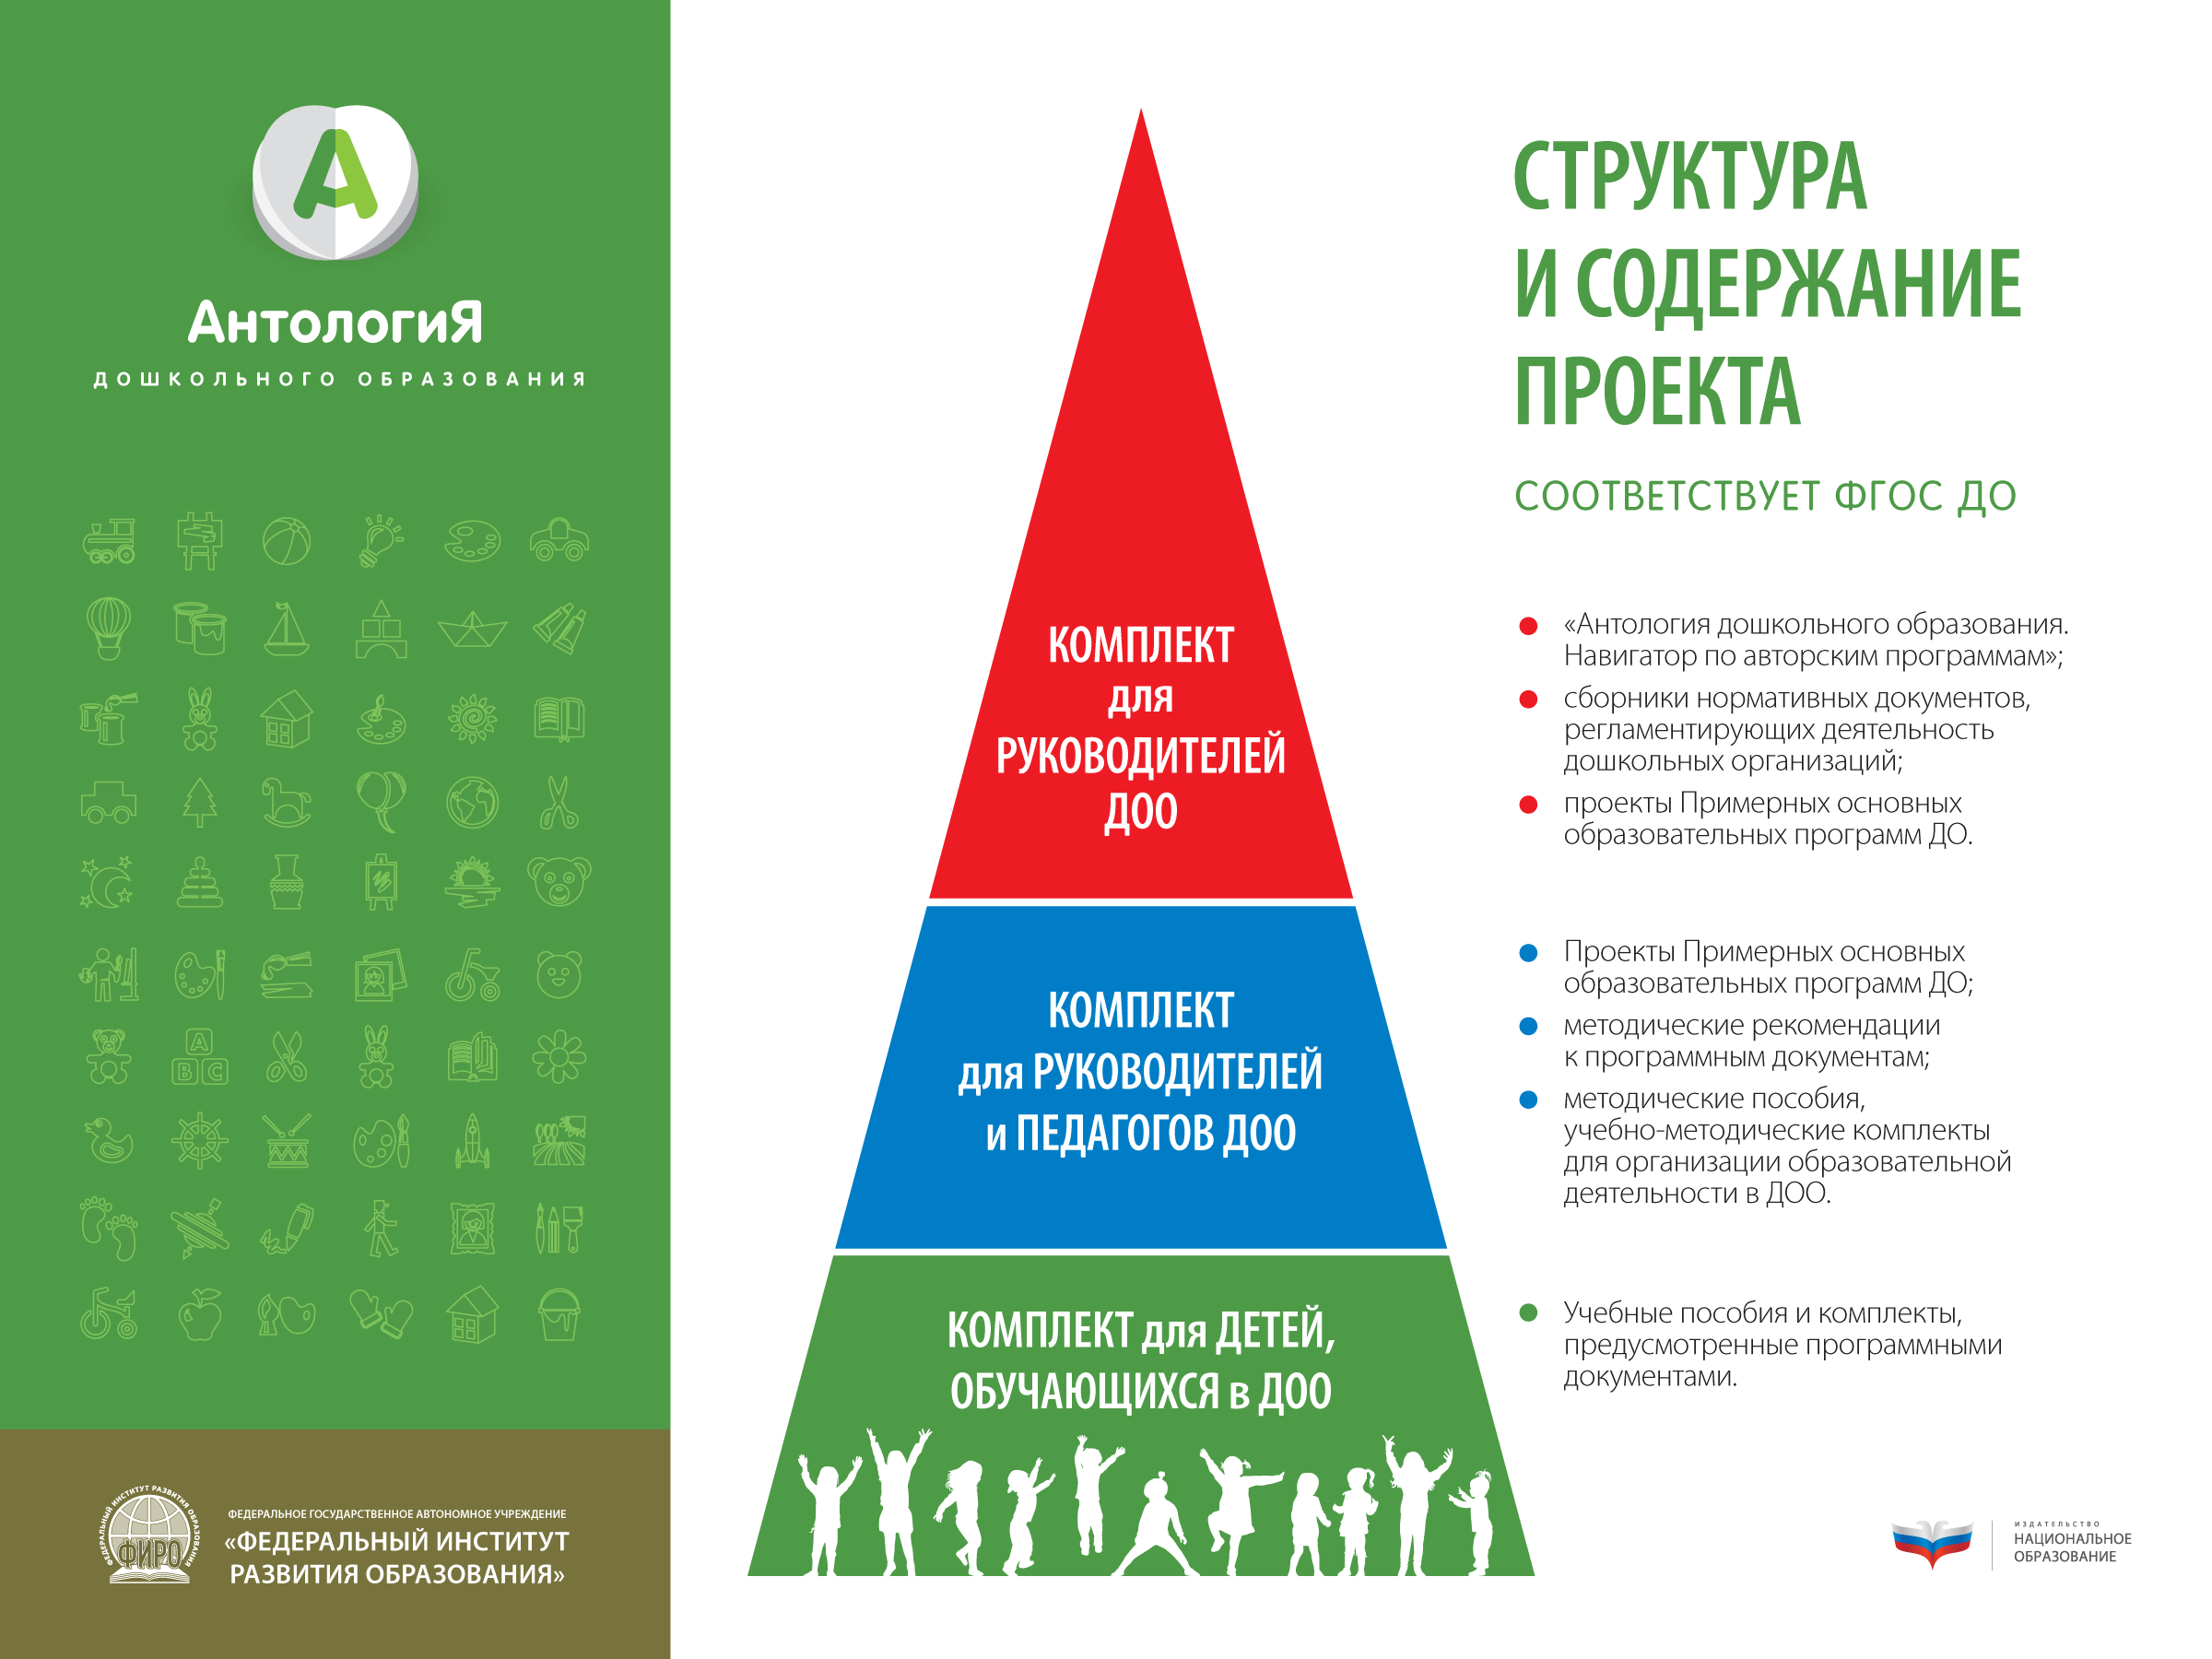 А
АнтологиЯ
ДОШКОЛЬНОГО ОБРАЗОВАНИЯ
A
B C
ФЕДЕРАЛЬНЫЙ ИНСТИТУТ РАЗВИТИЯ ОБРАЗОВАНИЯ
ФИРО
ФЕДЕРАЛЬНОЕ ГОСУДАРСТВЕННОЕ АВТОНОМНОЕ УЧРЕЖДЕНИЕ
«ФЕДЕРАЛЬНЫЙ ИНСТИТУТ
РАЗВИТИЯ ОБРАЗОВАНИЯ»
КОМПЛЕКТ
для
РУКОВОДИТЕЛЕЙ
ДОО
КОМПЛЕКТ
для РУКОВОДИТЕЛЕЙ
и ПЕДАГОГОВ ДОО
КОМПЛЕКТ для ДЕТЕЙ,
ОБУЧАЮЩИХСЯ в ДОО
СТРУКТУРА
И СОДЕРЖАНИЕ
ПРОЕКТА
СООТВЕТСТВУЕТ ФГОС ДО
«Антология дошкольного образования.
Навигатор по авторским программам»;
сборники нормативных документов,
регламентирующих деятельность
дошкольных организаций;
проекты Примерных основных
образовательных программ ДО.
Проекты Примерных основных
образовательных программ ДО;
методические рекомендации
к программным документам;
методические пособия,
учебно-методические комплекты
для организации образовательной
деятельности в ДОО.
Учебные пособия и комплекты,
предусмотренные программными
документами.
ИЗДАТЕЛЬСТВО
НАЦИОНАЛЬНОЕ
ОБРАЗОВАНИЕ